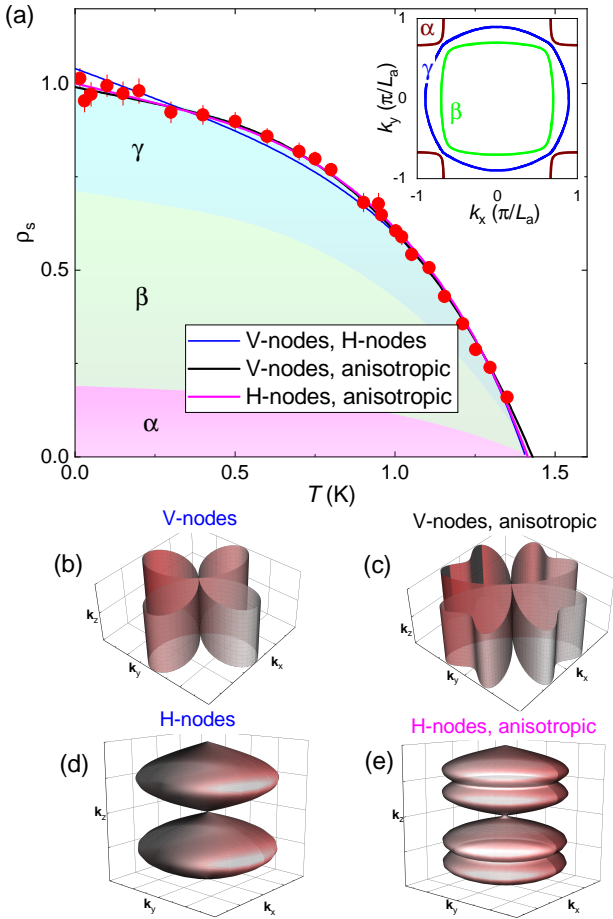 (a)
1.0
0.5
0.0
ρs
γ
β
α
V-nodes, H-nodes
V-nodes, anisotropic
H-nodes, anisotropic
0.0 0.5 1.0 1.5
T (K)
1
0
-1
ky (π/La)
α
γ
β
-1 0 1
kx (π/La)
V-nodes
(b)
kz
ky
kx
V-nodes, anisotropic
(c)
kz
ky
kx
H-nodes
(d)
kz
ky
kx
H-nodes, anisotropic
(e)
kz
ky
kx